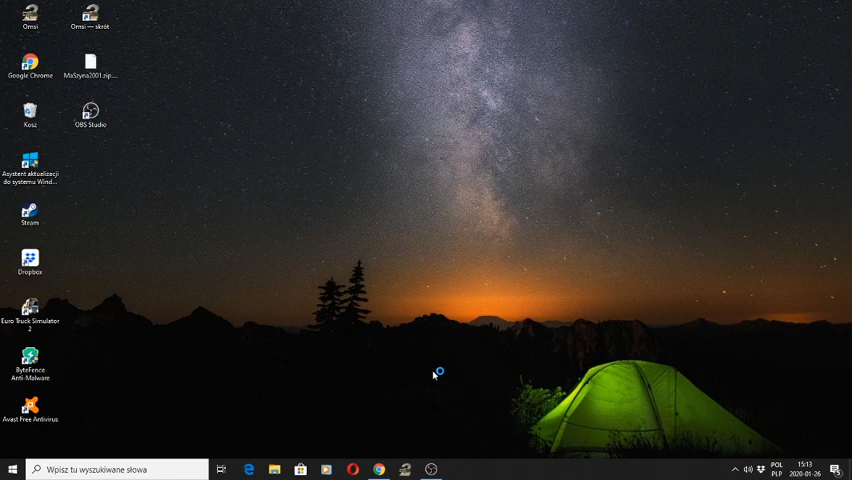 Omsi
Omsi — skrót
Google Chrome
MaSzyna2001.zip....
Kosz
OBS Studio
Asystent aktualizacji
do systemu Wind...
Steam
Dropbox
Euro Truck Simulator
2
ByteFence
Anti-Malware
Avast Free Antivirus
Wpisz tu wyszukiwane słowa
POL
PLP
15:13
2020-01-26